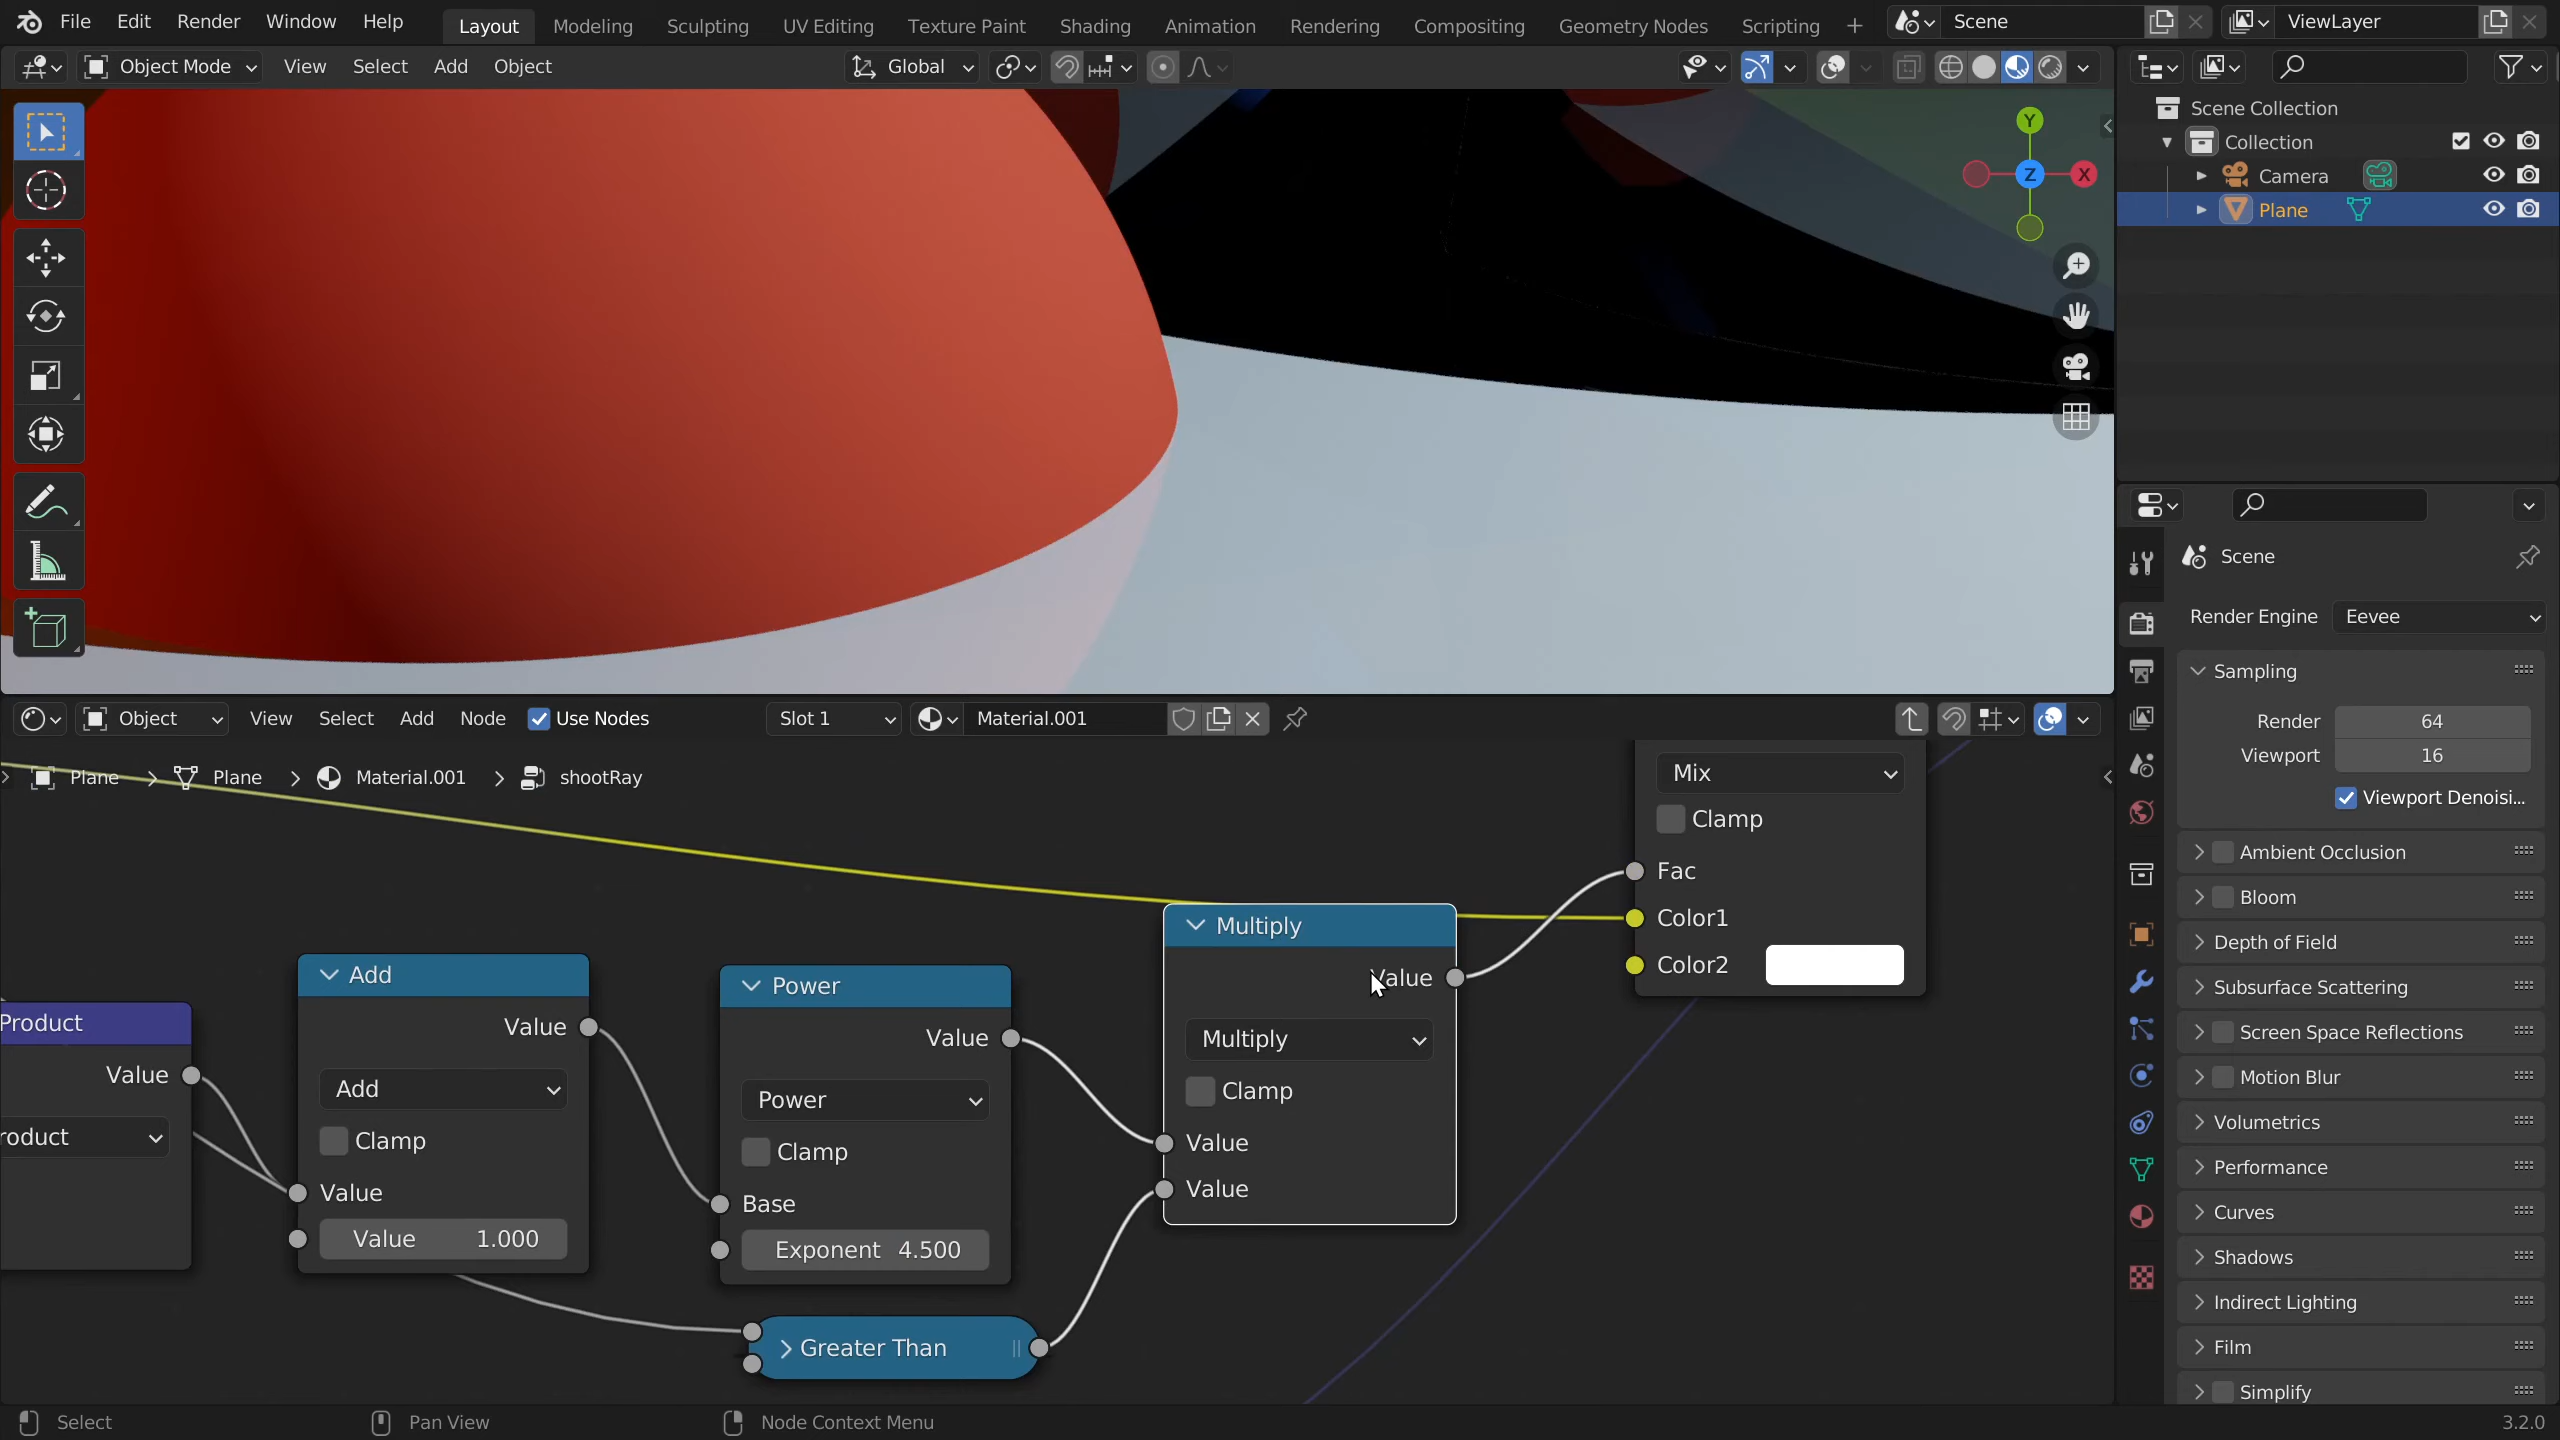 File Edit Render Window Help Layout Modeling Sculpting UV Editing Texture Paint Shading Animation Rendering Compositing Geometry Nodes Scripting + Scene ViewLayer
Object Mode View Select Add Object Global
Y
X
Z
Scene Collection
Collection
Camera
Plane
Scene
Render Engine Eevee
Sampling
Render 64
Viewport 16
Viewport Denoisi...
Ambient Occlusion
Bloom
Depth of Field
Subsurface Scattering
Screen Space Reflections
Motion Blur
Volumetrics
Performance
Curves
Shadows
Indirect Lighting
Film
Simplify
Object View Select Add Node Use Nodes Slot 1 Material.001
Plane Plane Material.001 shootRay
Product
Value
roduct
Add
Value
Add
Clamp
Value
Value 1.000
Power
Value
Power
Clamp
Base
Exponent 4.500
Greater Than
Multiply
Value
Multiply
Clamp
Value
Value
Mix
Clamp
Fac
Color1
Color2
Select Pan View Node Context Menu 3.2.0